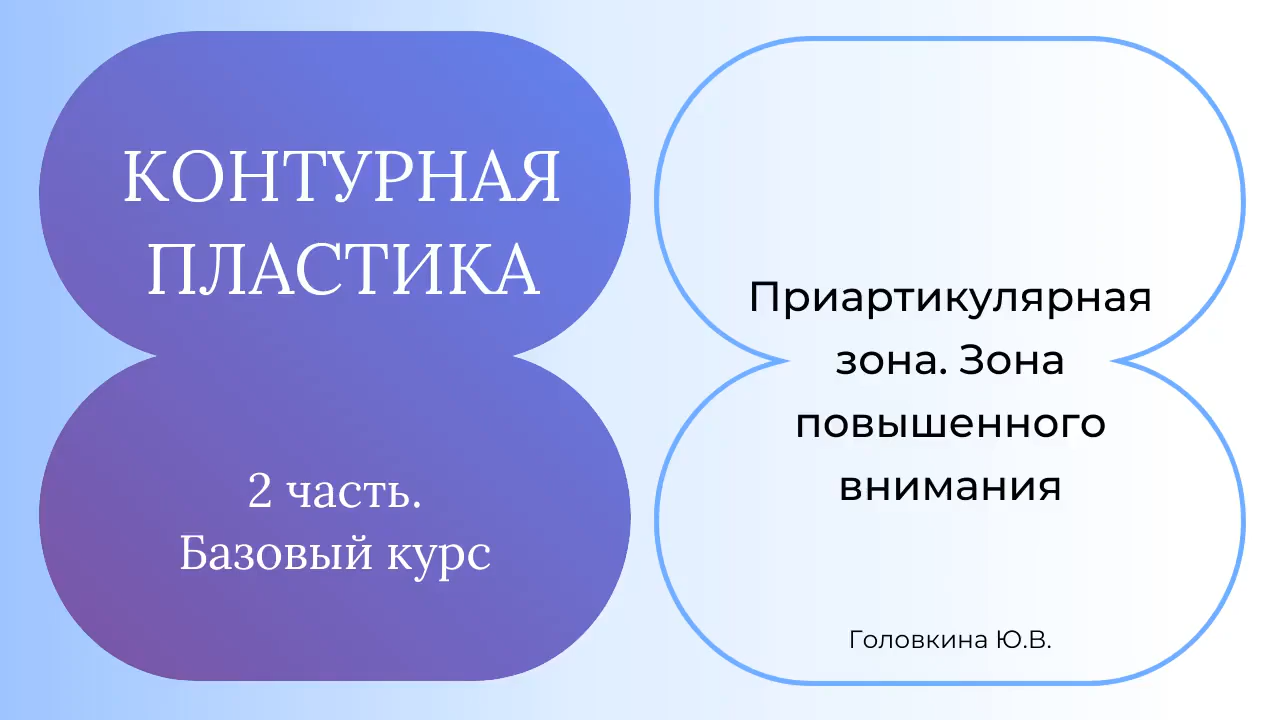 КОНТУРНАЯ
ПЛАСТИКА
2 часть.
Базовый курс
Приартикулярная
зона. Зона
повышенного
внимания
Головкина Ю.В.